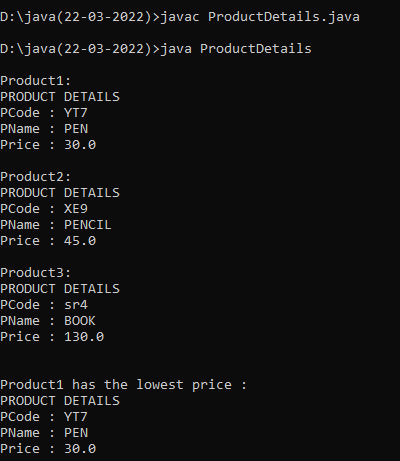 D:\java(22-03-2022)>javac ProductDetails.java
D:\java(22-03-2022)>java ProductDetails
Product1:
PRODUCT DETAILS
PCode : YT7
PName : PEN
Price : 30.0
Product2:
PRODUCT DETAILS
PCode : XE9
PName : PENCIL
Price : 45.0
Product3:
PRODUCT DETAILS
PCode : sr4
PName : BOOK
Price : 130.0
Product1 has the lowest price :
PRODUCT DETAILS
PCode : YT7
PName : PEN
Price : 30.0